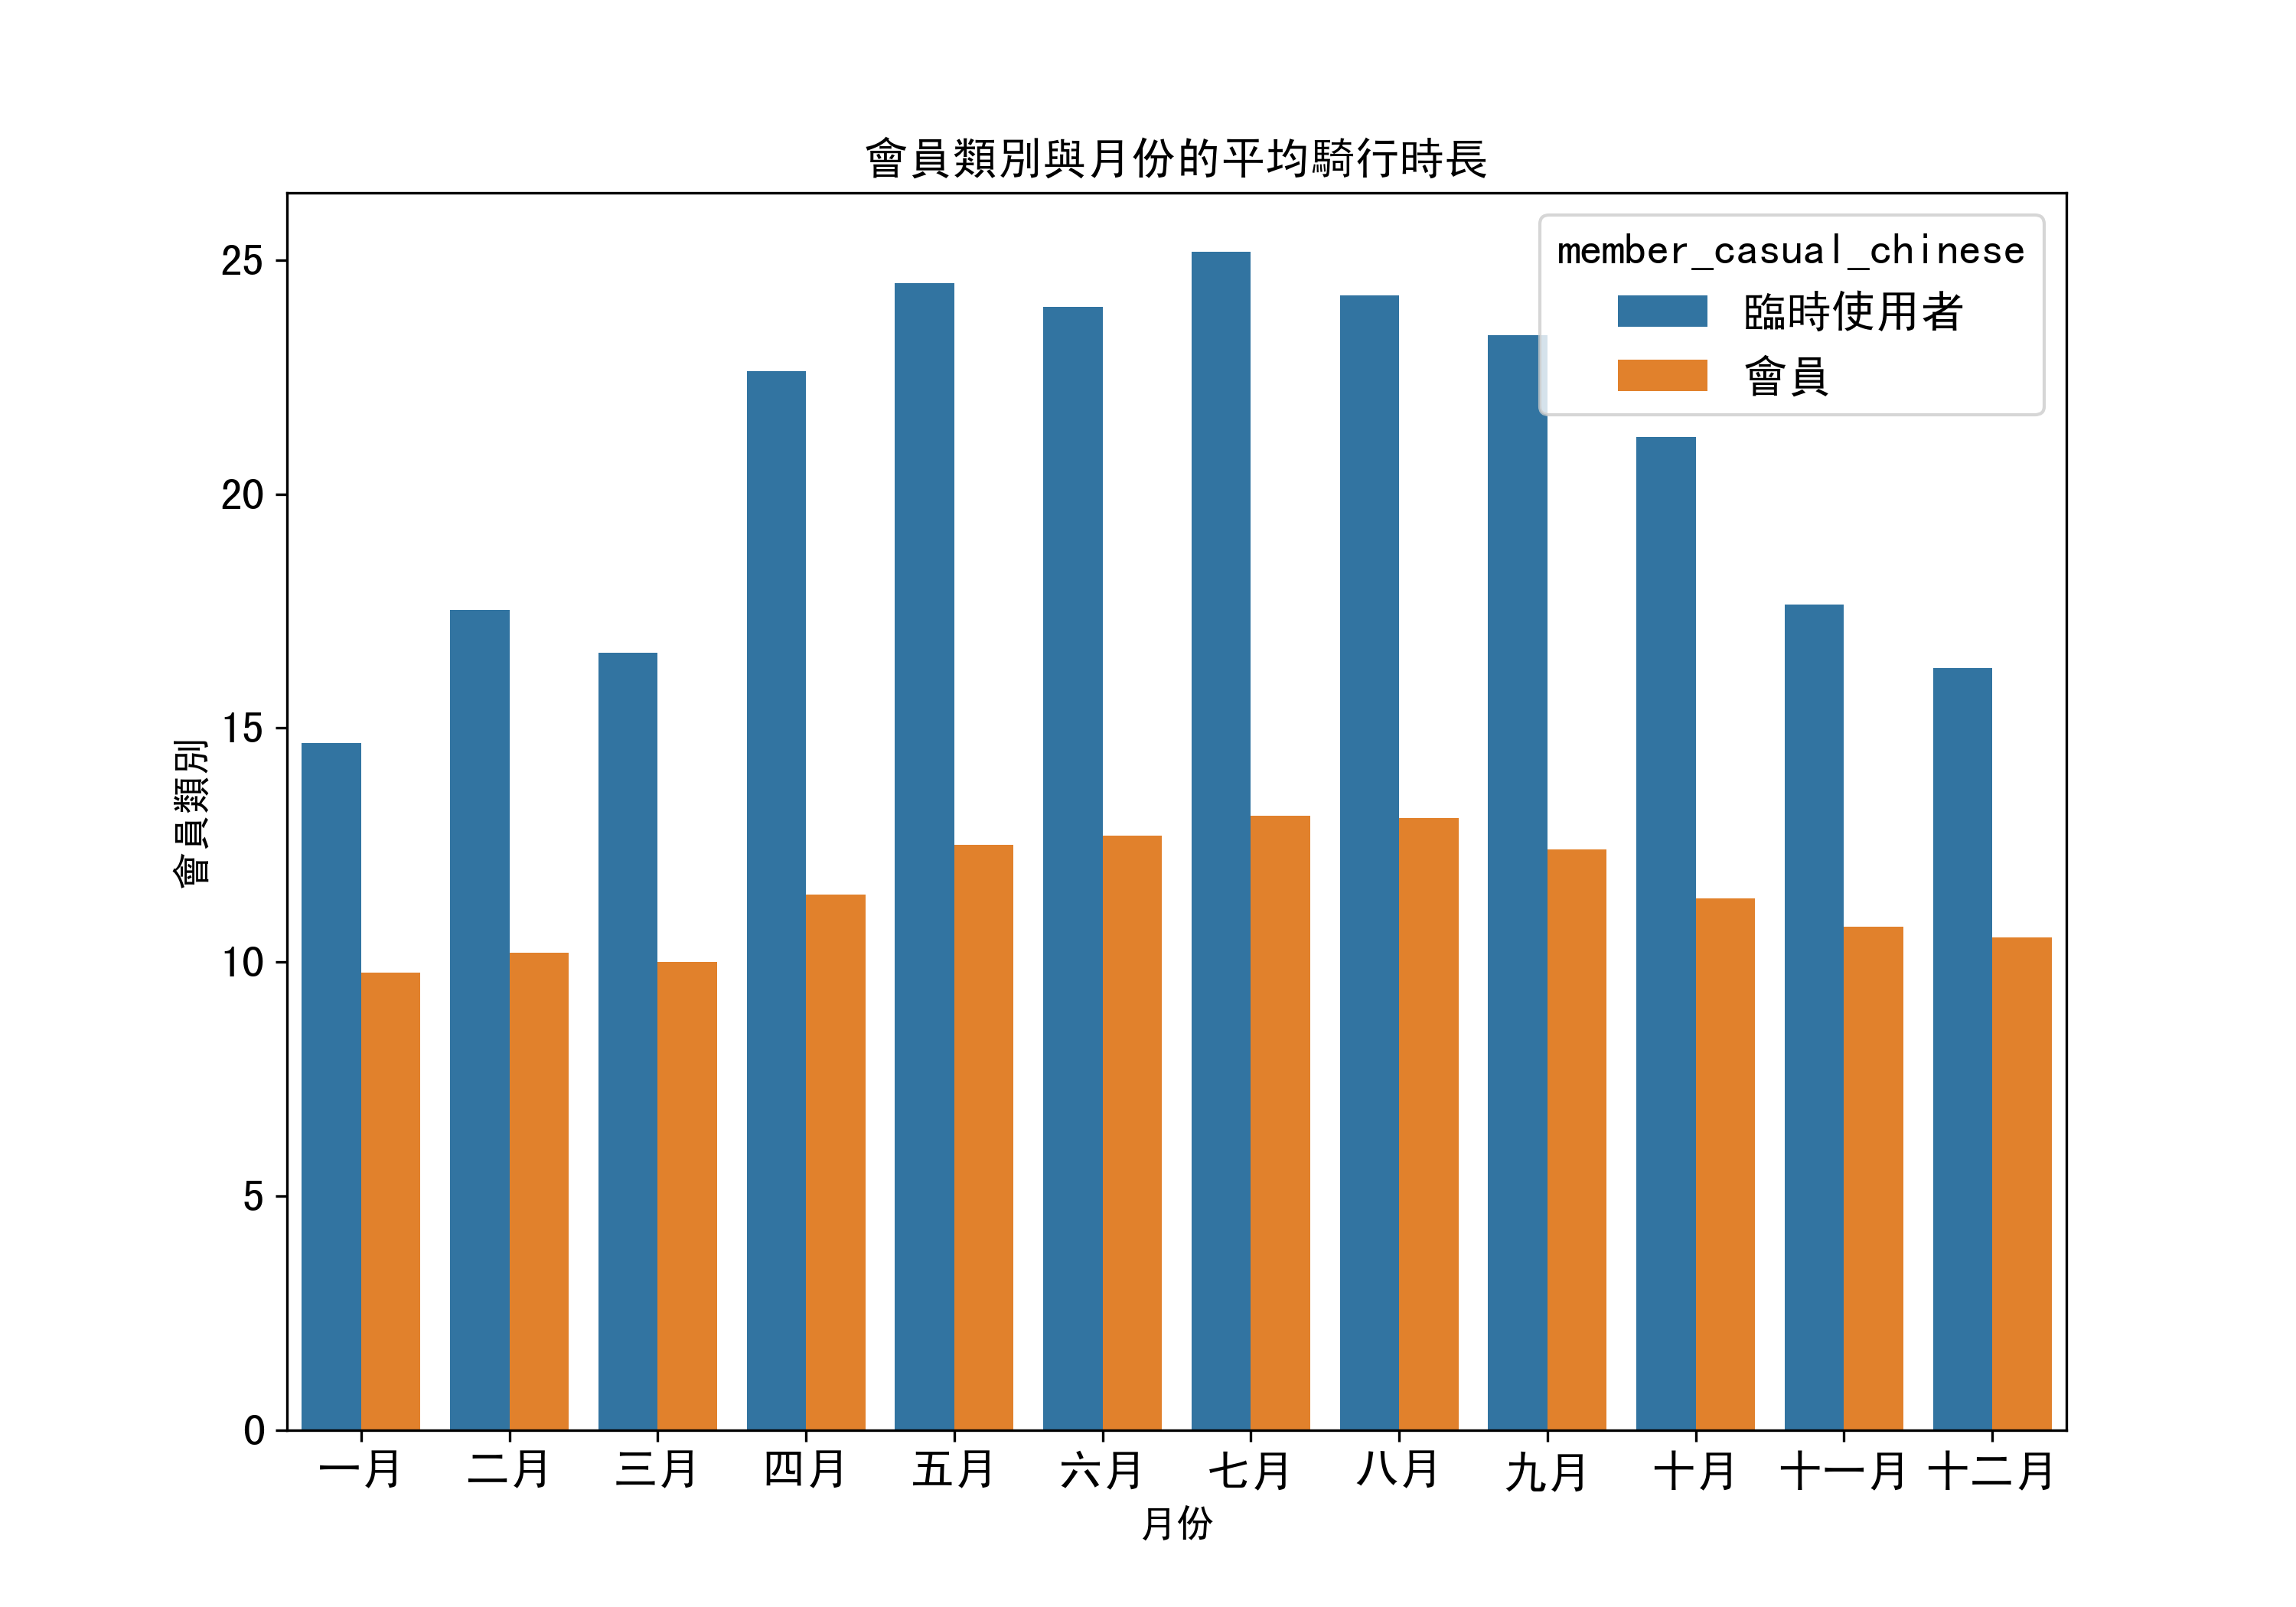 會員類別與月份的平均騎行時長
member_casual_chinese
臨時使用者
會員
會員類別
25
20
15
10
5
0
一月 二月 三月 四月 五月 六月 七月 八月 九月 十月 十一月 十二月
月份